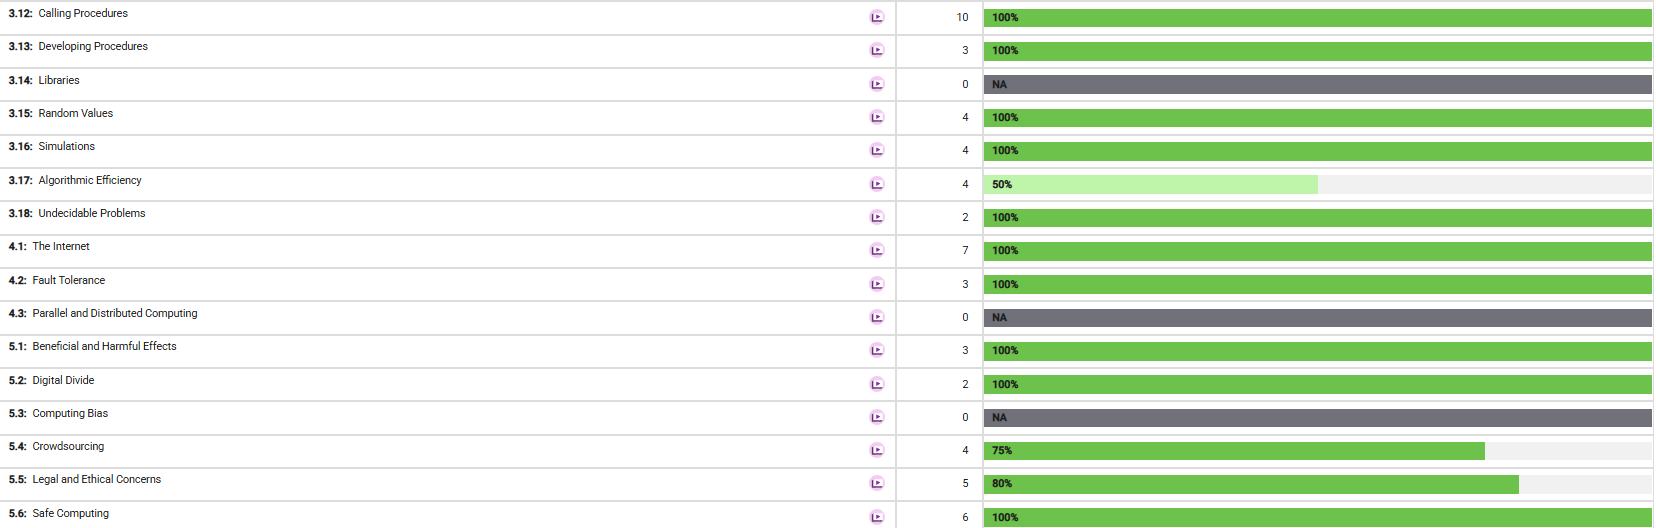 3.12: Calling Procedures 10 100%
3.13: Developing Procedures 3 100%
3.14: Libraries 0 NA
3.15: Random Values 4 100%
3.16: Simulations 4 100%
3.17: Algorithmic Efficiency 4 50%
3.18: Undecidable Problems 2 100%
4.1: The Internet 7 100%
4.2: Fault Tolerance 3 100%
4.3: Parallel and Distributed Computing 0 NA
5.1: Beneficial and Harmful Effects 3 100%
5.2: Digital Divide 2 100%
5.3: Computing Bias 0 NA
5.4: Crowdsourcing 4 75%
5.5: Legal and Ethical Concerns 5 80%
5.6: Safe Computing 6 100%